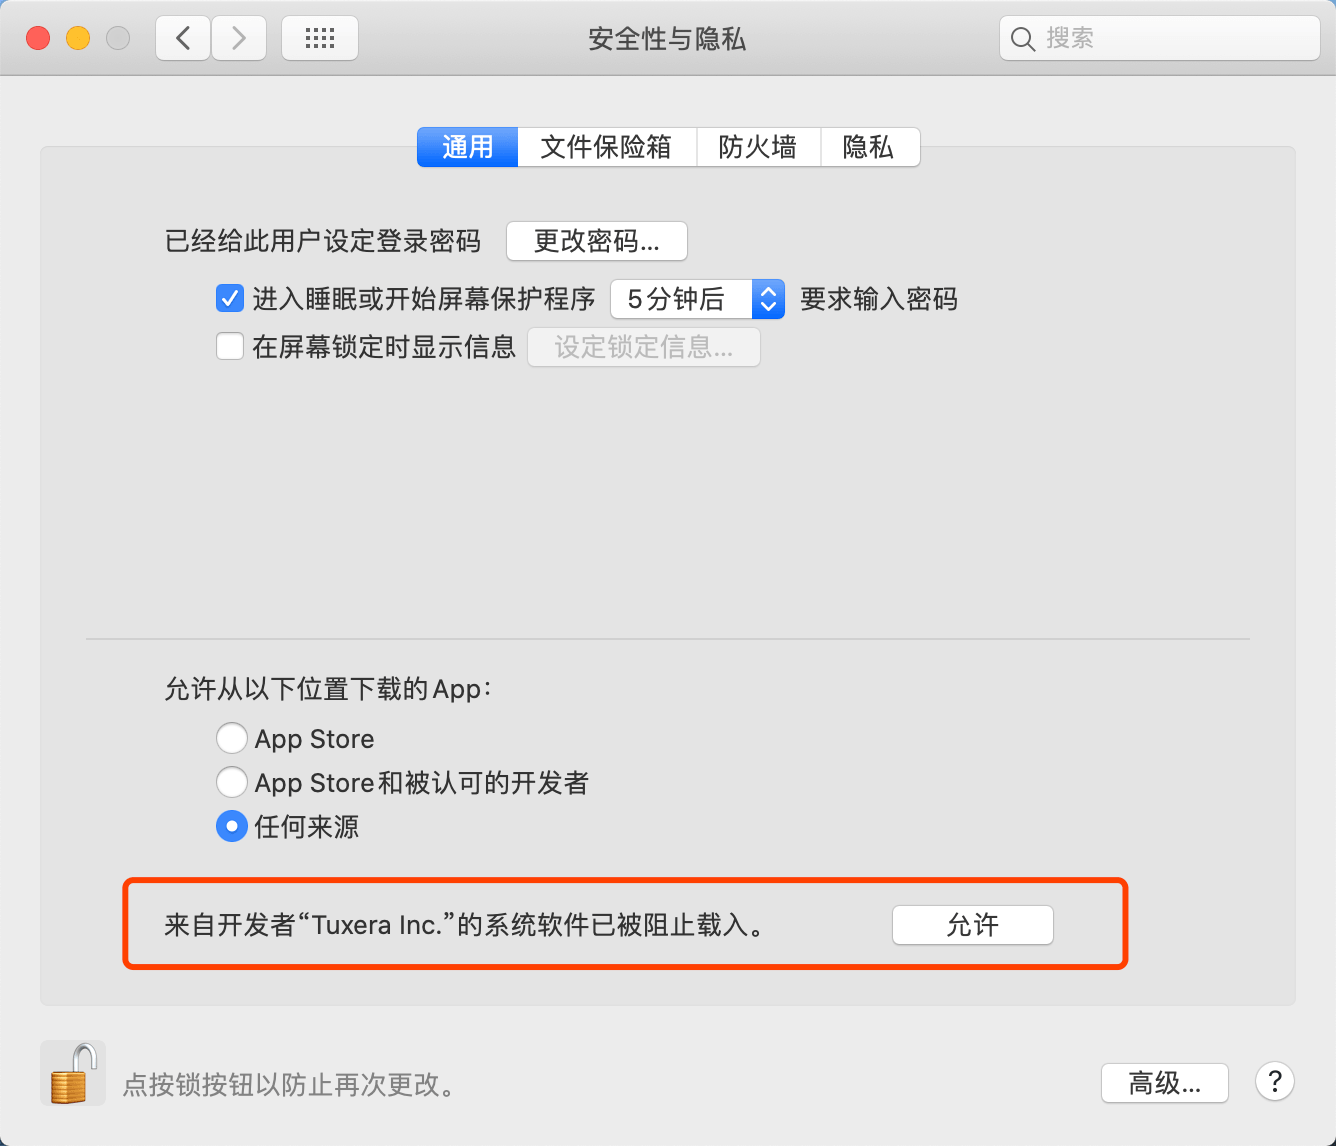 安全性与隐私
搜索
通用 文件保险箱 防火墙 隐私
已经给此用户设定登录密码 更改密码...
进入睡眠或开始屏幕保护程序 5分钟后 要求输入密码
在屏幕锁定时显示信息 设定锁定信息...
允许从以下位置下载的App：
App Store
App Store和被认可的开发者
任何来源
来自开发者“Tuxera Inc.”的系统软件已被阻止载入。 允许
点按锁按钮以防止再次更改。 高级... ?